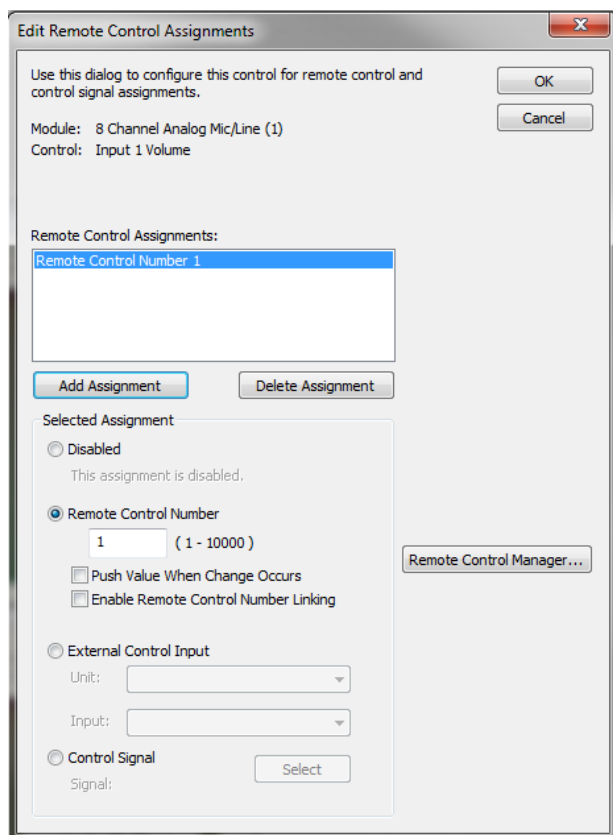 Edit Remote Control Assignments
Use this dialog to configure this control for remote control and
control signal assignments.
OK
Cancel
Module: 8 Channel Analog Mic/Line (1)
Control: Input 1 Volume
Remote Control Assignments:
Remote Control Number 1
Add Assignment
Delete Assignment
Selected Assignment
Disabled
This assignment is disabled.
Remote Control Number
1 ( 1 - 10000 )
Push Value When Change Occurs
Enable Remote Control Number Linking
Remote Control Manager...
External Control Input
Unit:
Input:
Control Signal
Select
Signal: